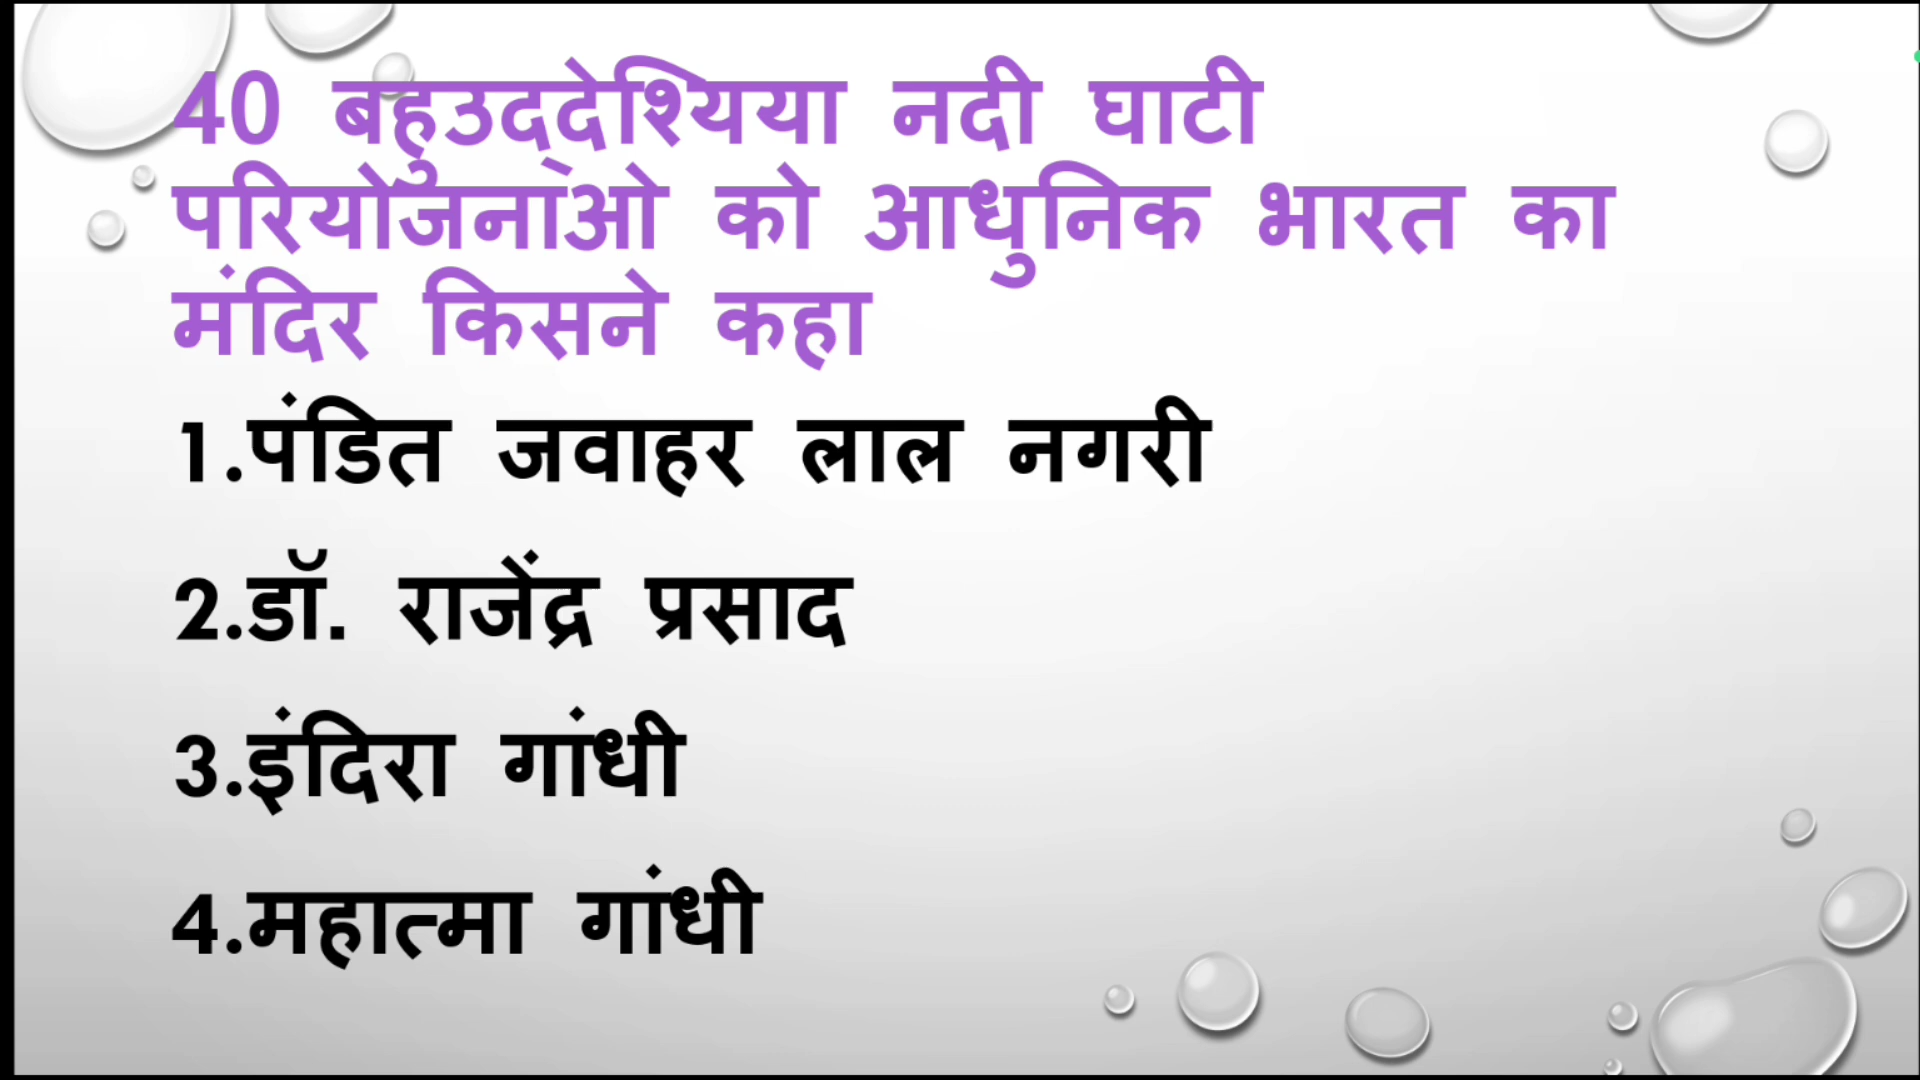 40 बहुउद्देश्यिया नदी घाटी
परियोजनाओ को आधुनिक भारत का
मंदिर किसने कहा
1.पंडित जवाहर लाल नगरी
2.डॉ. राजेंद्र प्रसाद
3.इंदिरा गांधी
4.महात्मा गांधी